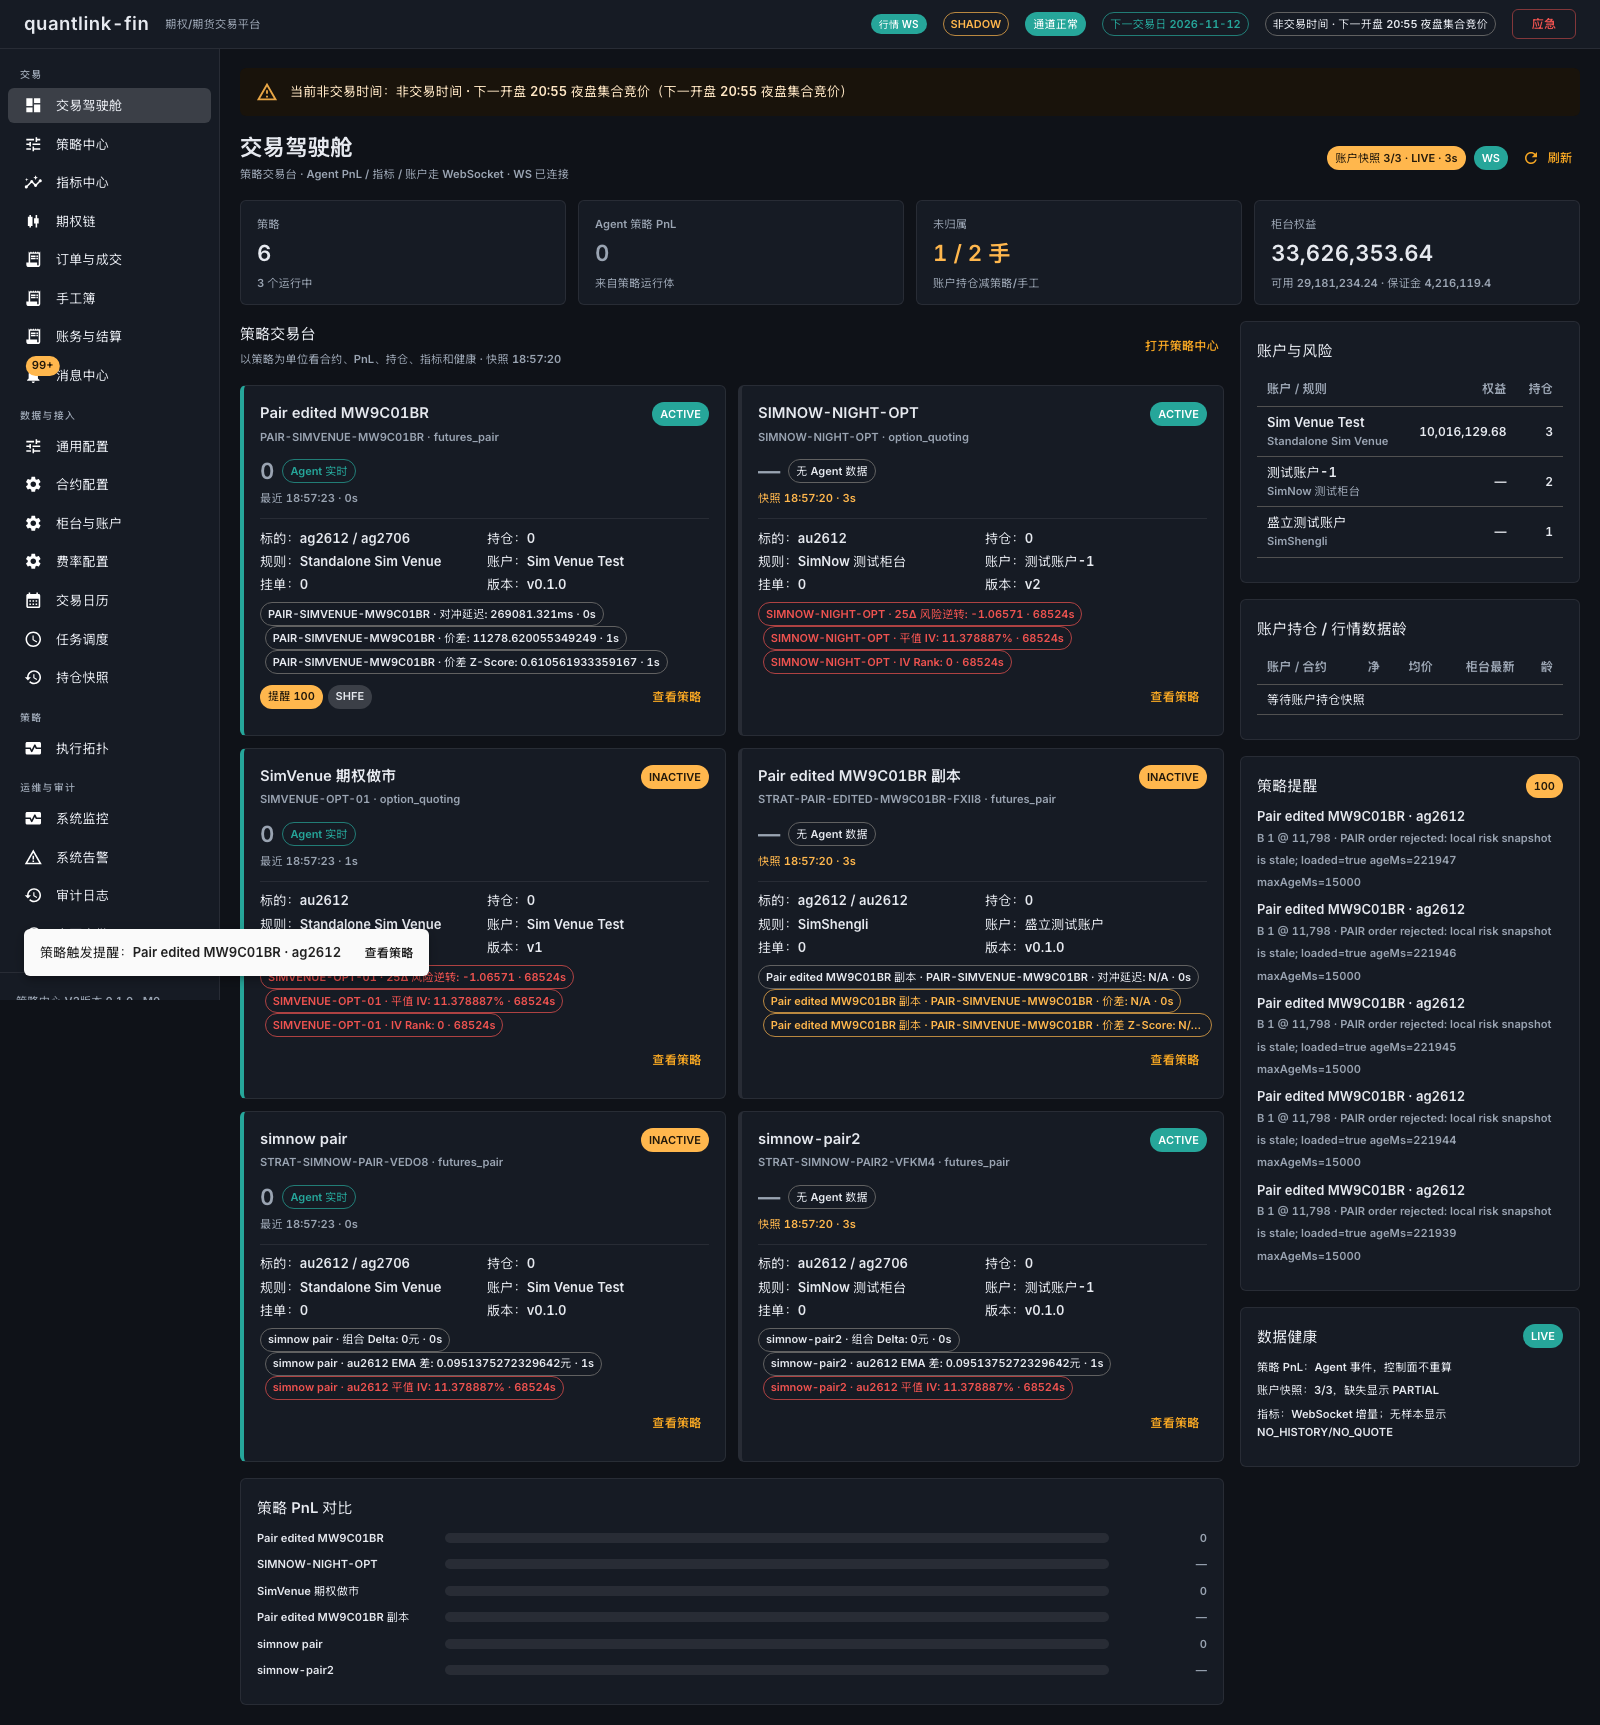 quantlink-fin 期权/期货交易平台 行情 WS SHADOW 通道正常 下一交易日 2026-11-12 非交易时间 · 下一开盘 20:55 夜盘集合竞价 应急
交易
交易驾驶舱
策略中心
指标中心
期权链
订单与成交
手工簿
账务与结算
99+
消息中心
数据与接入
通用配置
合约配置
柜台与账户
费率配置
交易日历
任务调度
持仓快照
策略
执行拓扑
运维与审计
系统监控
系统告警
审计日志
策略触发提醒：Pair edited MW9C01BR · ag2612 查看策略
当前非交易时间：非交易时间 · 下一开盘 20:55 夜盘集合竞价（下一开盘 20:55 夜盘集合竞价）
交易驾驶舱
策略交易台 · Agent PnL / 指标 / 账户走 WebSocket · WS 已连接
账户快照 3/3 · LIVE · 3s WS 刷新
策略
6
3 个运行中
Agent 策略 PnL
0
来自策略运行体
未归属
1 / 2 手
账户持仓减策略/手工
柜台权益
33,626,353.64
可用 29,181,234.24 · 保证金 4,216,119.4
策略交易台
以策略为单位看合约、PnL、持仓、指标和健康 · 快照 18:57:20
打开策略中心
Pair edited MW9C01BR ACTIVE
PAIR-SIMVENUE-MW9C01BR · futures_pair
0 Agent 实时
最近 18:57:23 · 0s
标的：ag2612 / ag2706 持仓：0
规则：Standalone Sim Venue 账户：Sim Venue Test
挂单：0 版本：v0.1.0
PAIR-SIMVENUE-MW9C01BR · 对冲延迟: 269081.321ms · 0s
PAIR-SIMVENUE-MW9C01BR · 价差: 11278.620055349249 · 1s
PAIR-SIMVENUE-MW9C01BR · 价差 Z-Score: 0.610561933359167 · 1s
提醒 100 SHFE 查看策略
SIMNOW-NIGHT-OPT ACTIVE
SIMNOW-NIGHT-OPT · option_quoting
— 无 Agent 数据
快照 18:57:20 · 3s
标的：au2612 持仓：0
规则：SimNow 测试柜台 账户：测试账户-1
挂单：0 版本：v2
SIMNOW-NIGHT-OPT · 25Δ 风险逆转: -1.06571 · 68524s
SIMNOW-NIGHT-OPT · 平值 IV: 11.378887% · 68524s
SIMNOW-NIGHT-OPT · IV Rank: 0 · 68524s
查看策略
SimVenue 期权做市 INACTIVE
SIMVENUE-OPT-01 · option_quoting
0 Agent 实时
最近 18:57:23 · 1s
标的：au2612 持仓：0
规则：Standalone Sim Venue 账户：Sim Venue Test
版本：v1
SIMVENUE-OPT-01 · 25Δ 风险逆转: -1.06571 · 68524s
SIMVENUE-OPT-01 · 平值 IV: 11.378887% · 68524s
SIMVENUE-OPT-01 · IV Rank: 0 · 68524s
查看策略
Pair edited MW9C01BR 副本 INACTIVE
STRAT-PAIR-EDITED-MW9C01BR-FXII8 · futures_pair
— 无 Agent 数据
快照 18:57:20 · 3s
标的：ag2612 / au2612 持仓：0
规则：SimShengli 账户：盛立测试账户
挂单：0 版本：v0.1.0
Pair edited MW9C01BR 副本 · PAIR-SIMVENUE-MW9C01BR · 对冲延迟: N/A · 0s
Pair edited MW9C01BR 副本 · PAIR-SIMVENUE-MW9C01BR · 价差: N/A · 0s
Pair edited MW9C01BR 副本 · PAIR-SIMVENUE-MW9C01BR · 价差 Z-Score: N/...
查看策略
simnow pair INACTIVE
STRAT-SIMNOW-PAIR-VEDO8 · futures_pair
0 Agent 实时
最近 18:57:23 · 0s
标的：au2612 / ag2706 持仓：0
规则：Standalone Sim Venue 账户：Sim Venue Test
挂单：0 版本：v0.1.0
simnow pair · 组合 Delta: 0元 · 0s
simnow pair · au2612 EMA 差: 0.0951375272329642元 · 1s
simnow pair · au2612 平值 IV: 11.378887% · 68524s
查看策略
simnow-pair2 ACTIVE
STRAT-SIMNOW-PAIR2-VFKM4 · futures_pair
— 无 Agent 数据
快照 18:57:20 · 3s
标的：au2612 / ag2706 持仓：0
规则：SimNow 测试柜台 账户：测试账户-1
挂单：0 版本：v0.1.0
simnow-pair2 · 组合 Delta: 0元 · 0s
simnow-pair2 · au2612 EMA 差: 0.0951375272329642元 · 1s
simnow-pair2 · au2612 平值 IV: 11.378887% · 68524s
查看策略
策略 PnL 对比
Pair edited MW9C01BR 0
SIMNOW-NIGHT-OPT —
SimVenue 期权做市 0
Pair edited MW9C01BR 副本 —
simnow pair 0
simnow-pair2 —
账户与风险
账户 / 规则 权益 持仓
Sim Venue Test 10,016,129.68 3
Standalone Sim Venue
测试账户-1 — 2
SimNow 测试柜台
盛立测试账户 — 1
SimShengli
账户持仓 / 行情数据龄
账户 / 合约 净 均价 柜台最新 龄
等待账户持仓快照
策略提醒 100
Pair edited MW9C01BR · ag2612
B 1 @ 11,798 · PAIR order rejected: local risk snapshot
is stale; loaded=true ageMs=221947
maxAgeMs=15000
Pair edited MW9C01BR · ag2612
B 1 @ 11,798 · PAIR order rejected: local risk snapshot
is stale; loaded=true ageMs=221946
maxAgeMs=15000
Pair edited MW9C01BR · ag2612
B 1 @ 11,798 · PAIR order rejected: local risk snapshot
is stale; loaded=true ageMs=221945
maxAgeMs=15000
Pair edited MW9C01BR · ag2612
B 1 @ 11,798 · PAIR order rejected: local risk snapshot
is stale; loaded=true ageMs=221944
maxAgeMs=15000
Pair edited MW9C01BR · ag2612
B 1 @ 11,798 · PAIR order rejected: local risk snapshot
is stale; loaded=true ageMs=221939
maxAgeMs=15000
数据健康 LIVE
策略 PnL：Agent 事件，控制面不重算
账户快照：3/3，缺失显示 PARTIAL
指标：WebSocket 增量；无样本显示
NO_HISTORY/NO_QUOTE